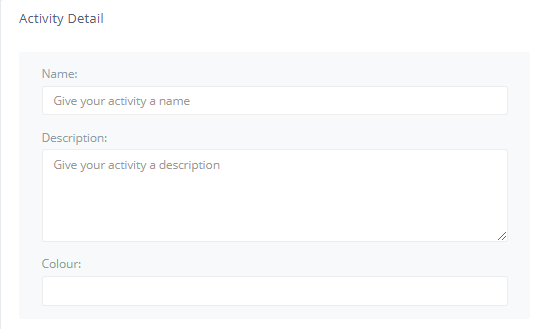 Activity Detail
Name:
Give your activity a name
Description:
Give your activity a description
Colour: